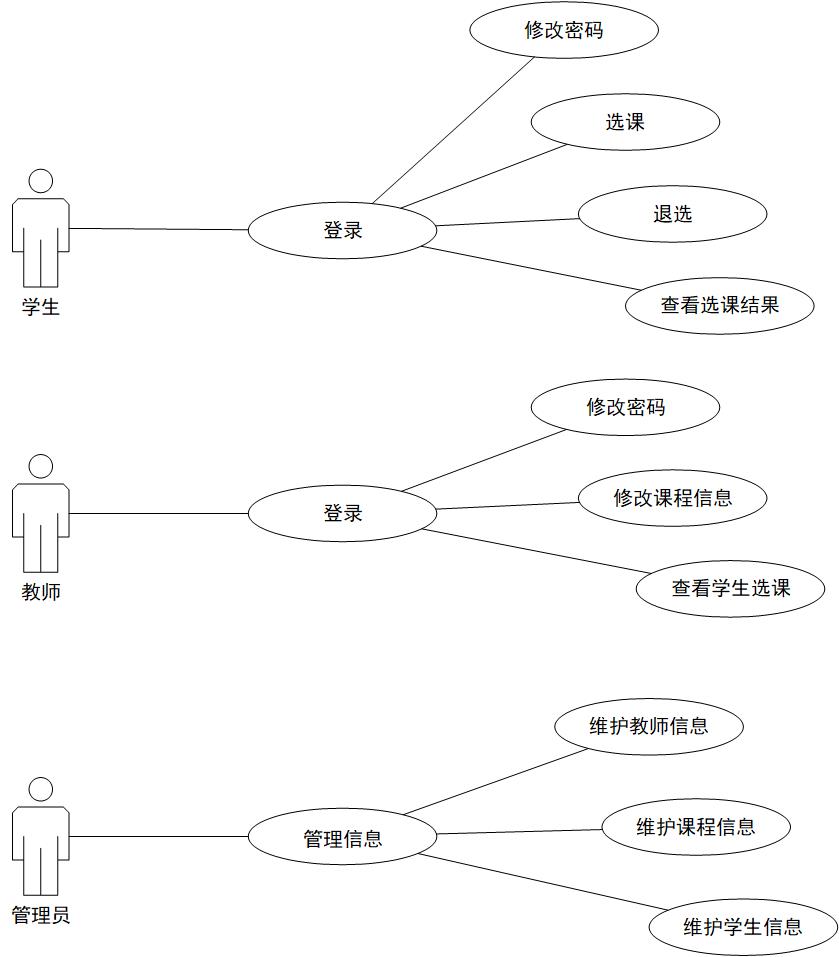 修改密码
选课
退选
登录
查看选课结果
学生
修改密码
修改课程信息
登录
查看学生选课
教师
维护教师信息
维护课程信息
管理信息
维护学生信息
管理员